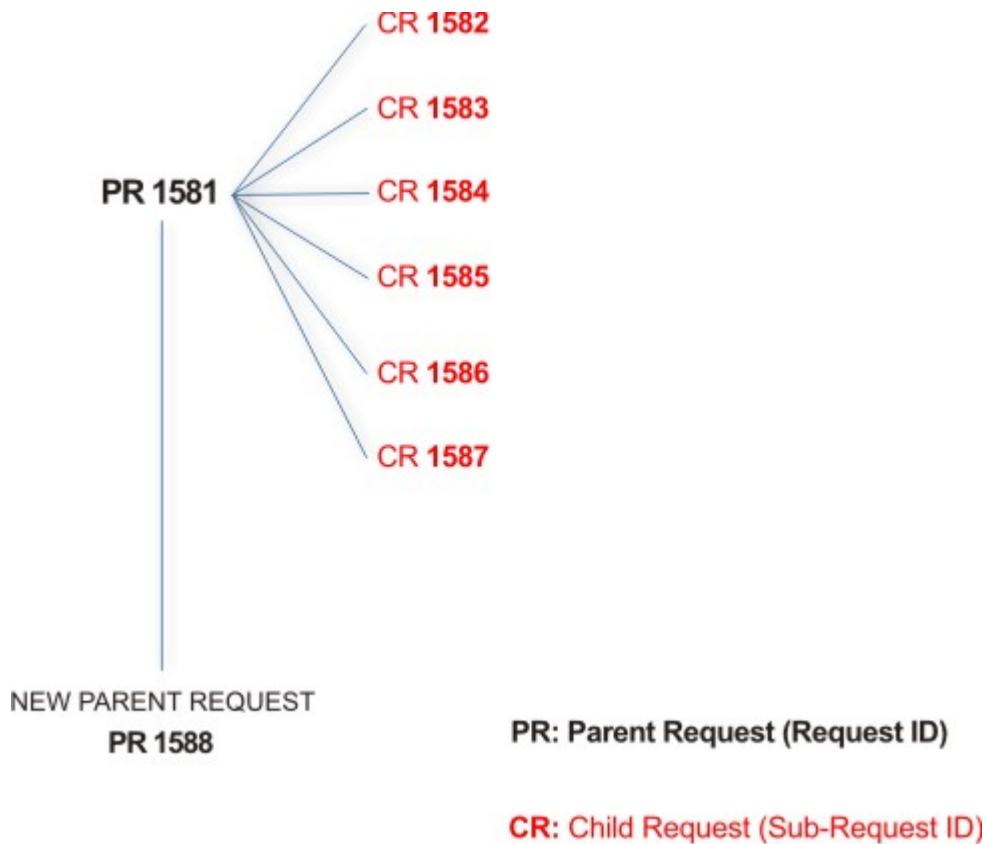 CR 1582
CR 1583
PR 1581
CR 1584
CR 1585
CR 1586
CR 1587
NEW PARENT REQUEST
PR 1588
PR: Parent Request (Request ID)
CR: Child Request (Sub-Request ID)